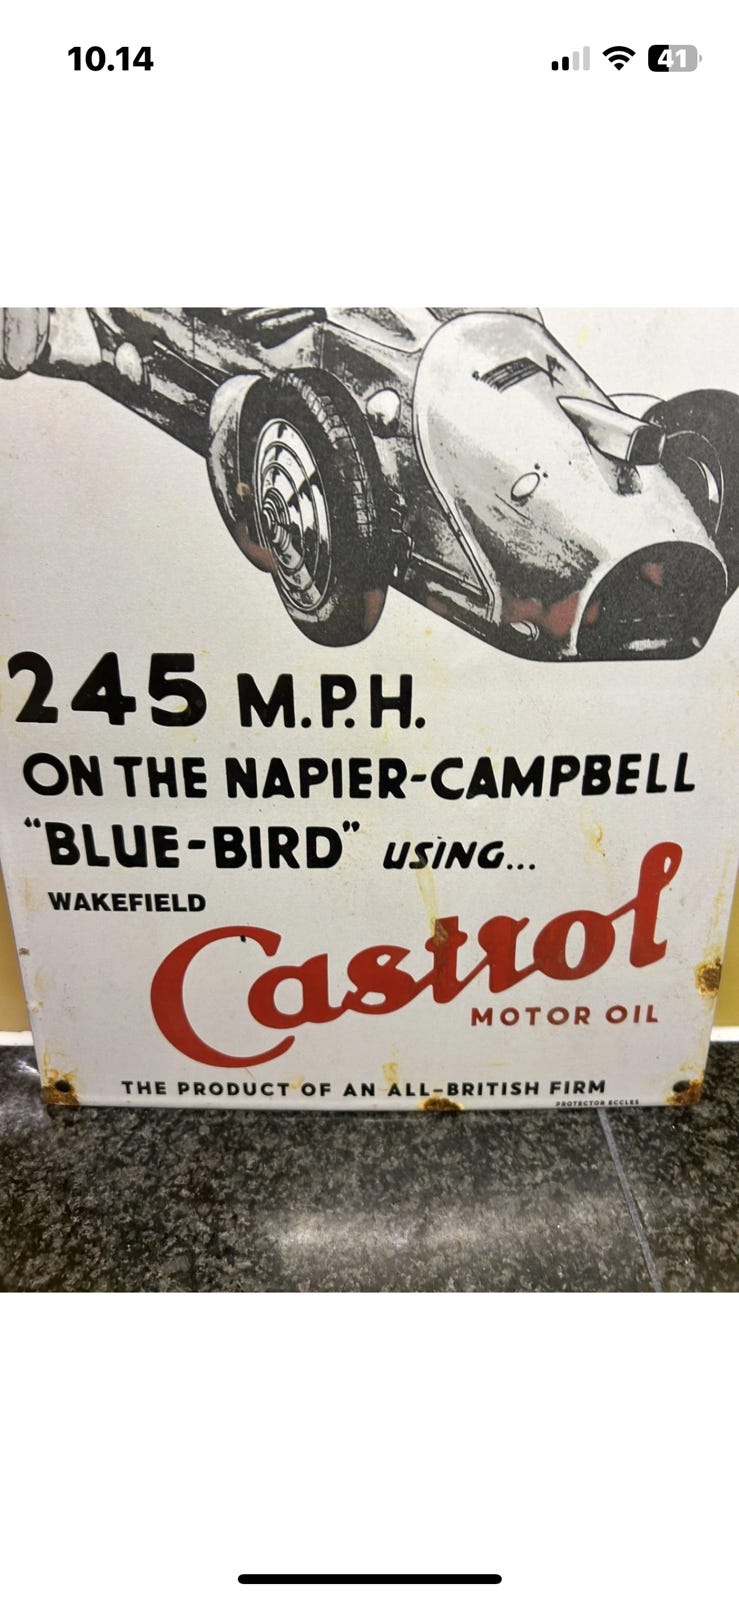 10.14
41
245 M.P.H.
ON THE NAPIER-CAMPBELL
“BLUE-BIRD” USING...
WAKEFIELD
Castrol
MOTOR OIL
THE PRODUCT OF AN ALL-BRITISH FIRM
PROTECTOR ECCLES